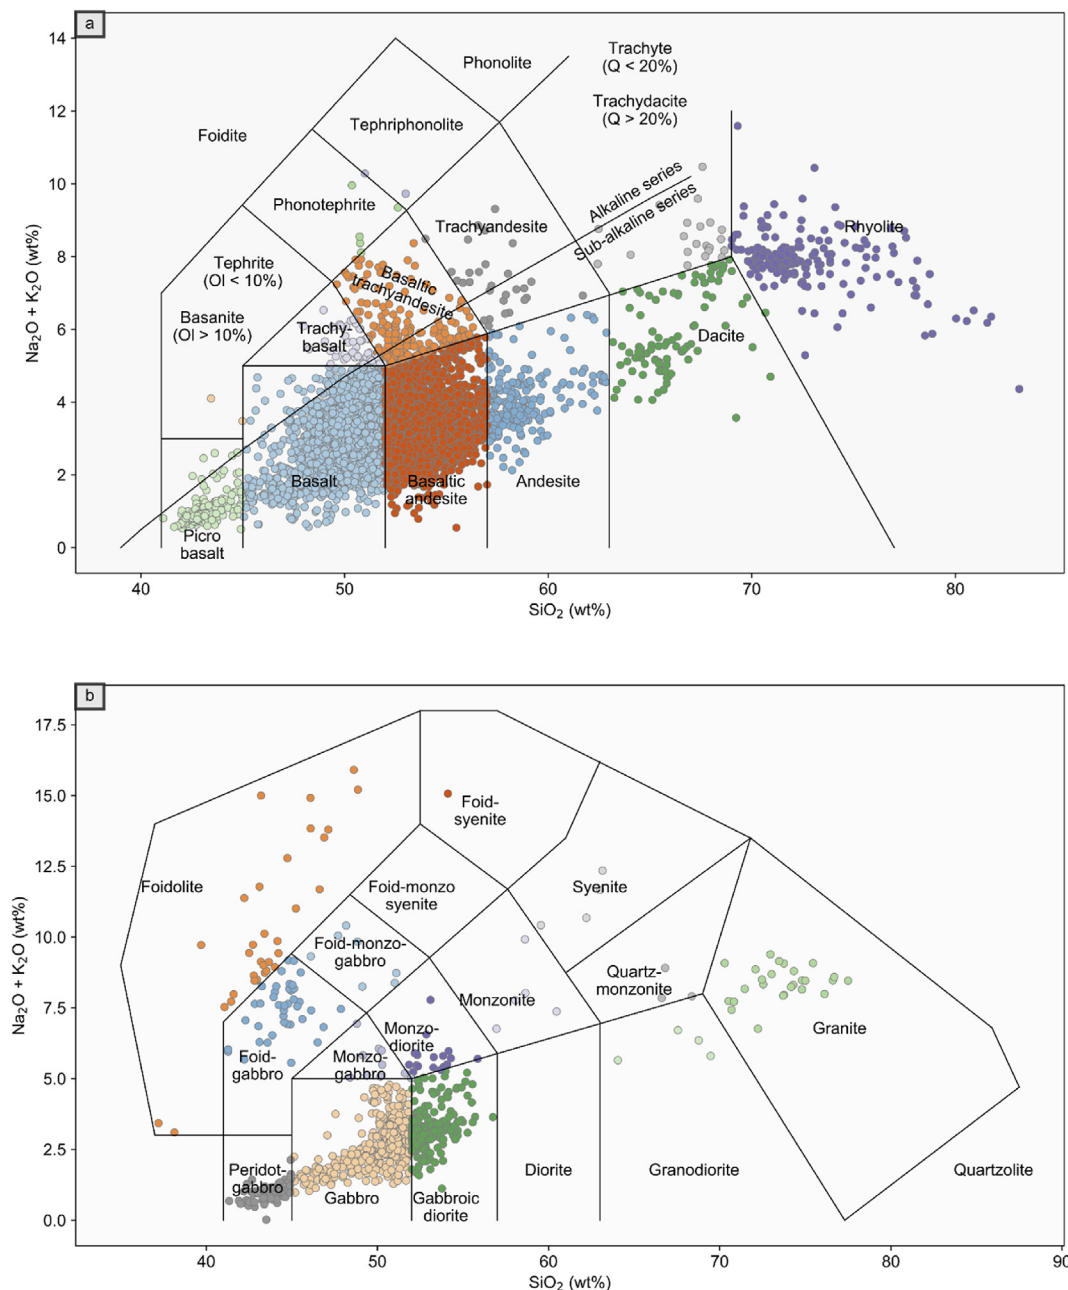 a
14
12
10
8
6
4
2
0
Na₂O + K₂O (wt%)
Phonolite
Trachyte
(Q < 20%)
Trachydacite
(Q > 20%)
Foidite
Tephriphonolite
Phonotephrite
Trachyandesite
Alkaline series
Sub-alkaline series
Rhyolite
Tephrite
(Ol < 10%)
Basaltic
trachyandesite
Basanite
(Ol > 10%)
Trachy-
basalt
Dacite
Basalt
Basaltic
andesite
Andesite
Picro
basalt
40
50
60
70
80
SiO₂ (wt%)
b
17.5
15.0
12.5
10.0
7.5
5.0
2.5
0.0
Na₂O + K₂O (wt%)
Foid-
syenite
Foidolite
Foid-monzo
syenite
Syenite
Foid-monzo-
gabbro
Quartz-
monzonite
Monzonite
Granite
Monzo-
diorite
Foid-
gabbro
Monzo-
gabbro
Peridot-
gabbro
Gabbro
Gabbroic
diorite
Diorite
Granodiorite
Quartzolite
40
50
60
70
80
90
SiO₂ (wt%)